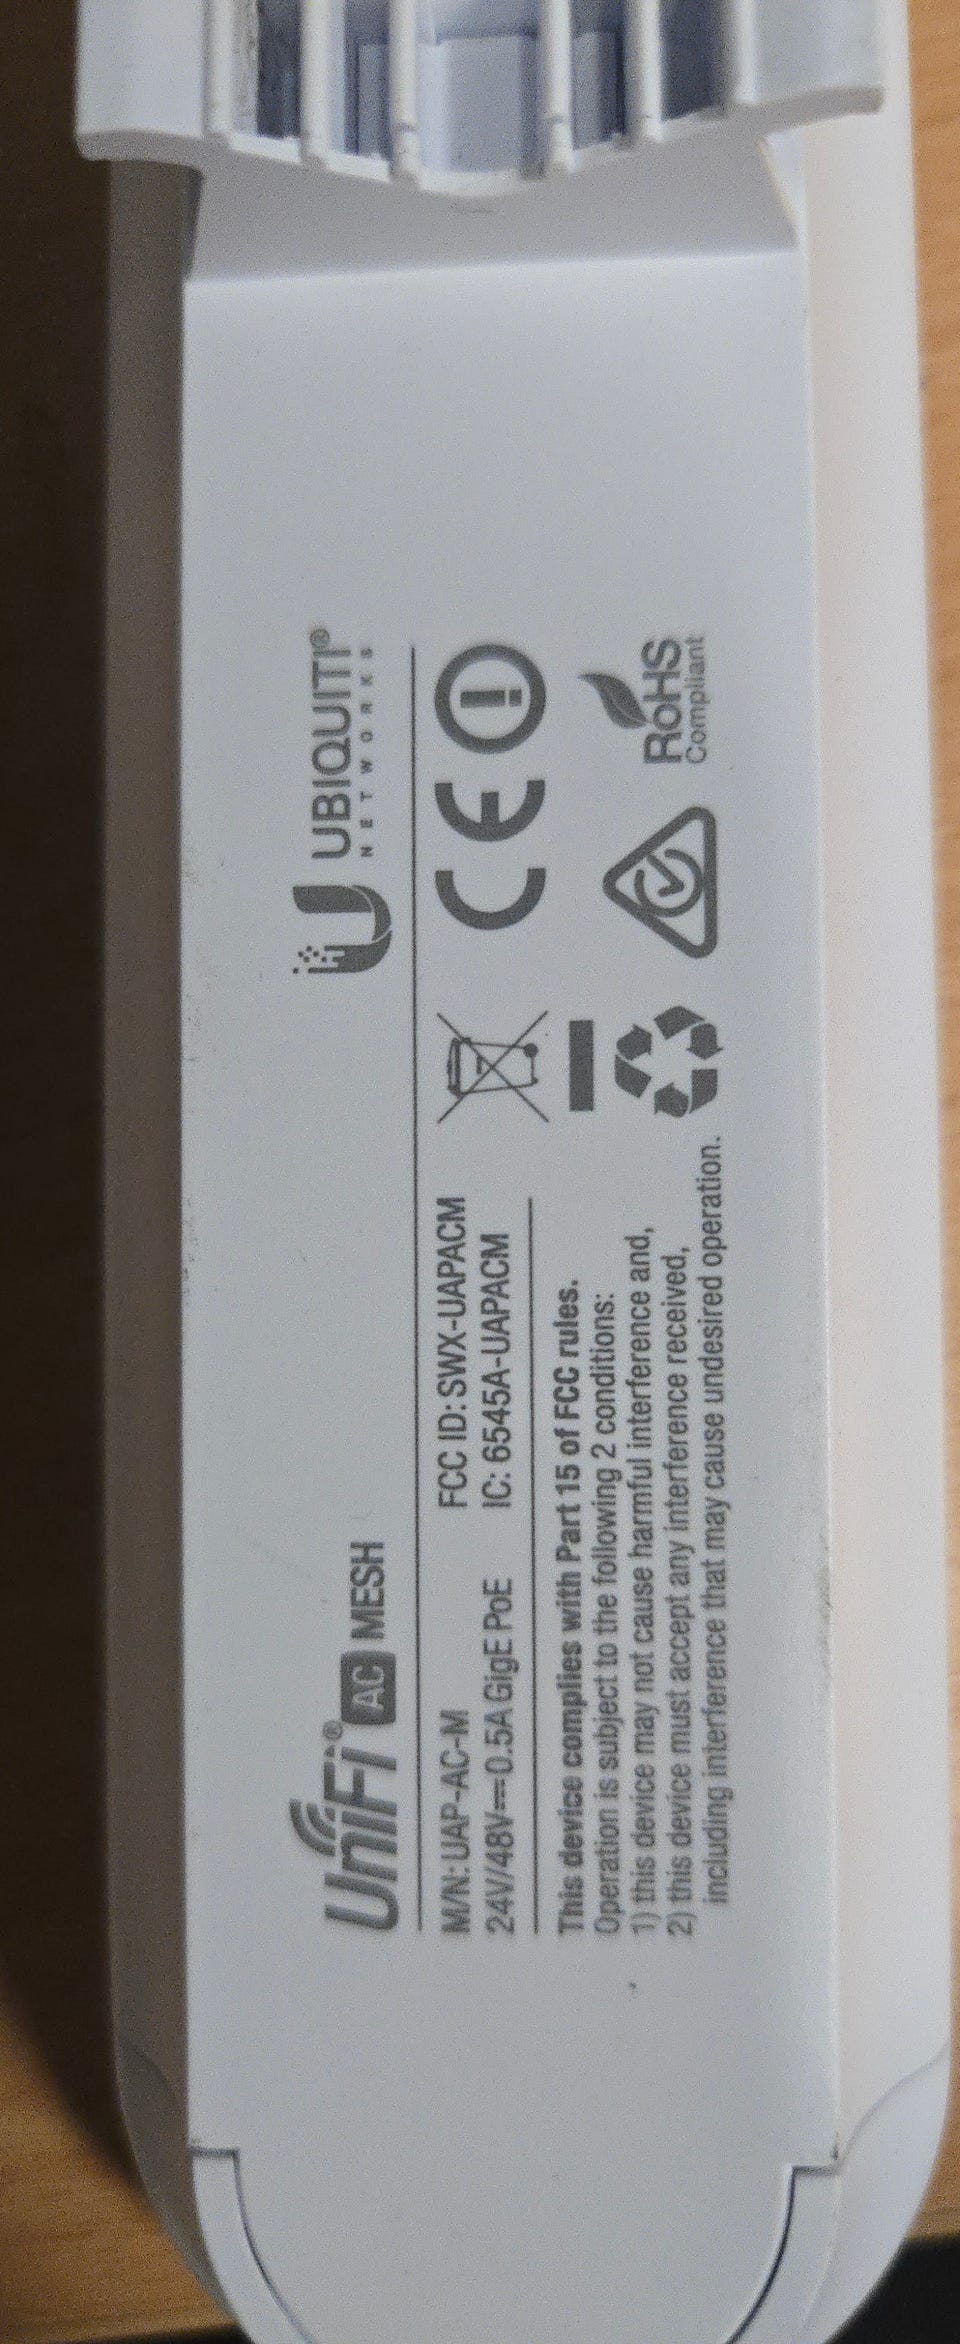 UniFi® AC MESH
UBIQUITI®
NETWORKS
M/N: UAP-AC-M
24V/48V⎓0.5A GigE PoE
FCC ID: SWX-UAPACM
IC: 6545A-UAPACM
This device complies with Part 15 of FCC rules.
Operation is subject to the following 2 conditions:
1) this device may not cause harmful interference and,
2) this device must accept any interference received,
including interference that may cause undesired operation.
CE
RoHS
Compliant